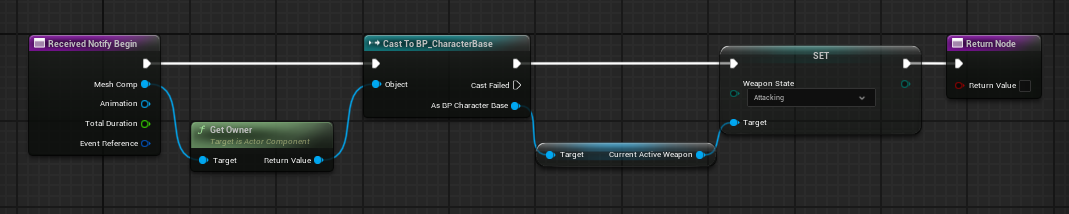 Received Notify Begin
Mesh Comp
Animation
Total Duration
Event Reference
Get Owner
Target is Actor Component
Target Return Value
Cast To BP_CharacterBase
Object
Cast Failed
As BP Character Base
Target Current Active Weapon
SET
Weapon State
Attacking
Target
Return Node
Return Value